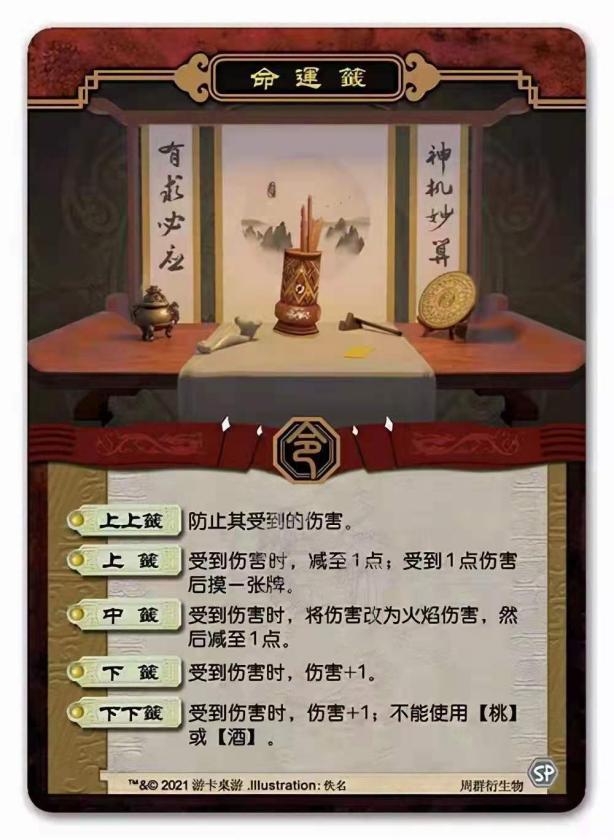 命運籤
有求必应
神机妙算
令
上上籤 防止其受到的伤害。
上籤 受到伤害时，减至1点；受到1点伤害
后摸一张牌。
中籤 受到伤害时，将伤害改为火焰伤害，然
后减至1点。
下籤 受到伤害时，伤害+1。
下下籤 受到伤害时，伤害+1；不能使用【桃】
或【酒】。
™&© 2021 游卡桌游 .Illustration: 佚名 周群衍生物
SP